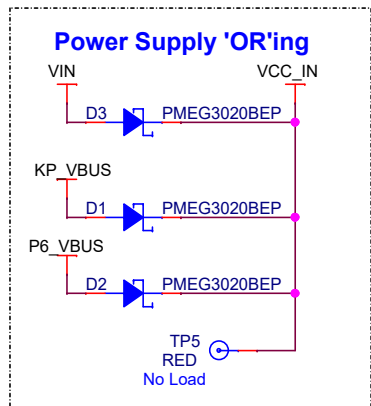 Power Supply 'OR'ing
VIN VCC_IN
D3 PMEG3020BEP
KP_VBUS
D1 PMEG3020BEP
P6_VBUS
D2 PMEG3020BEP
TP5
RED
No Load